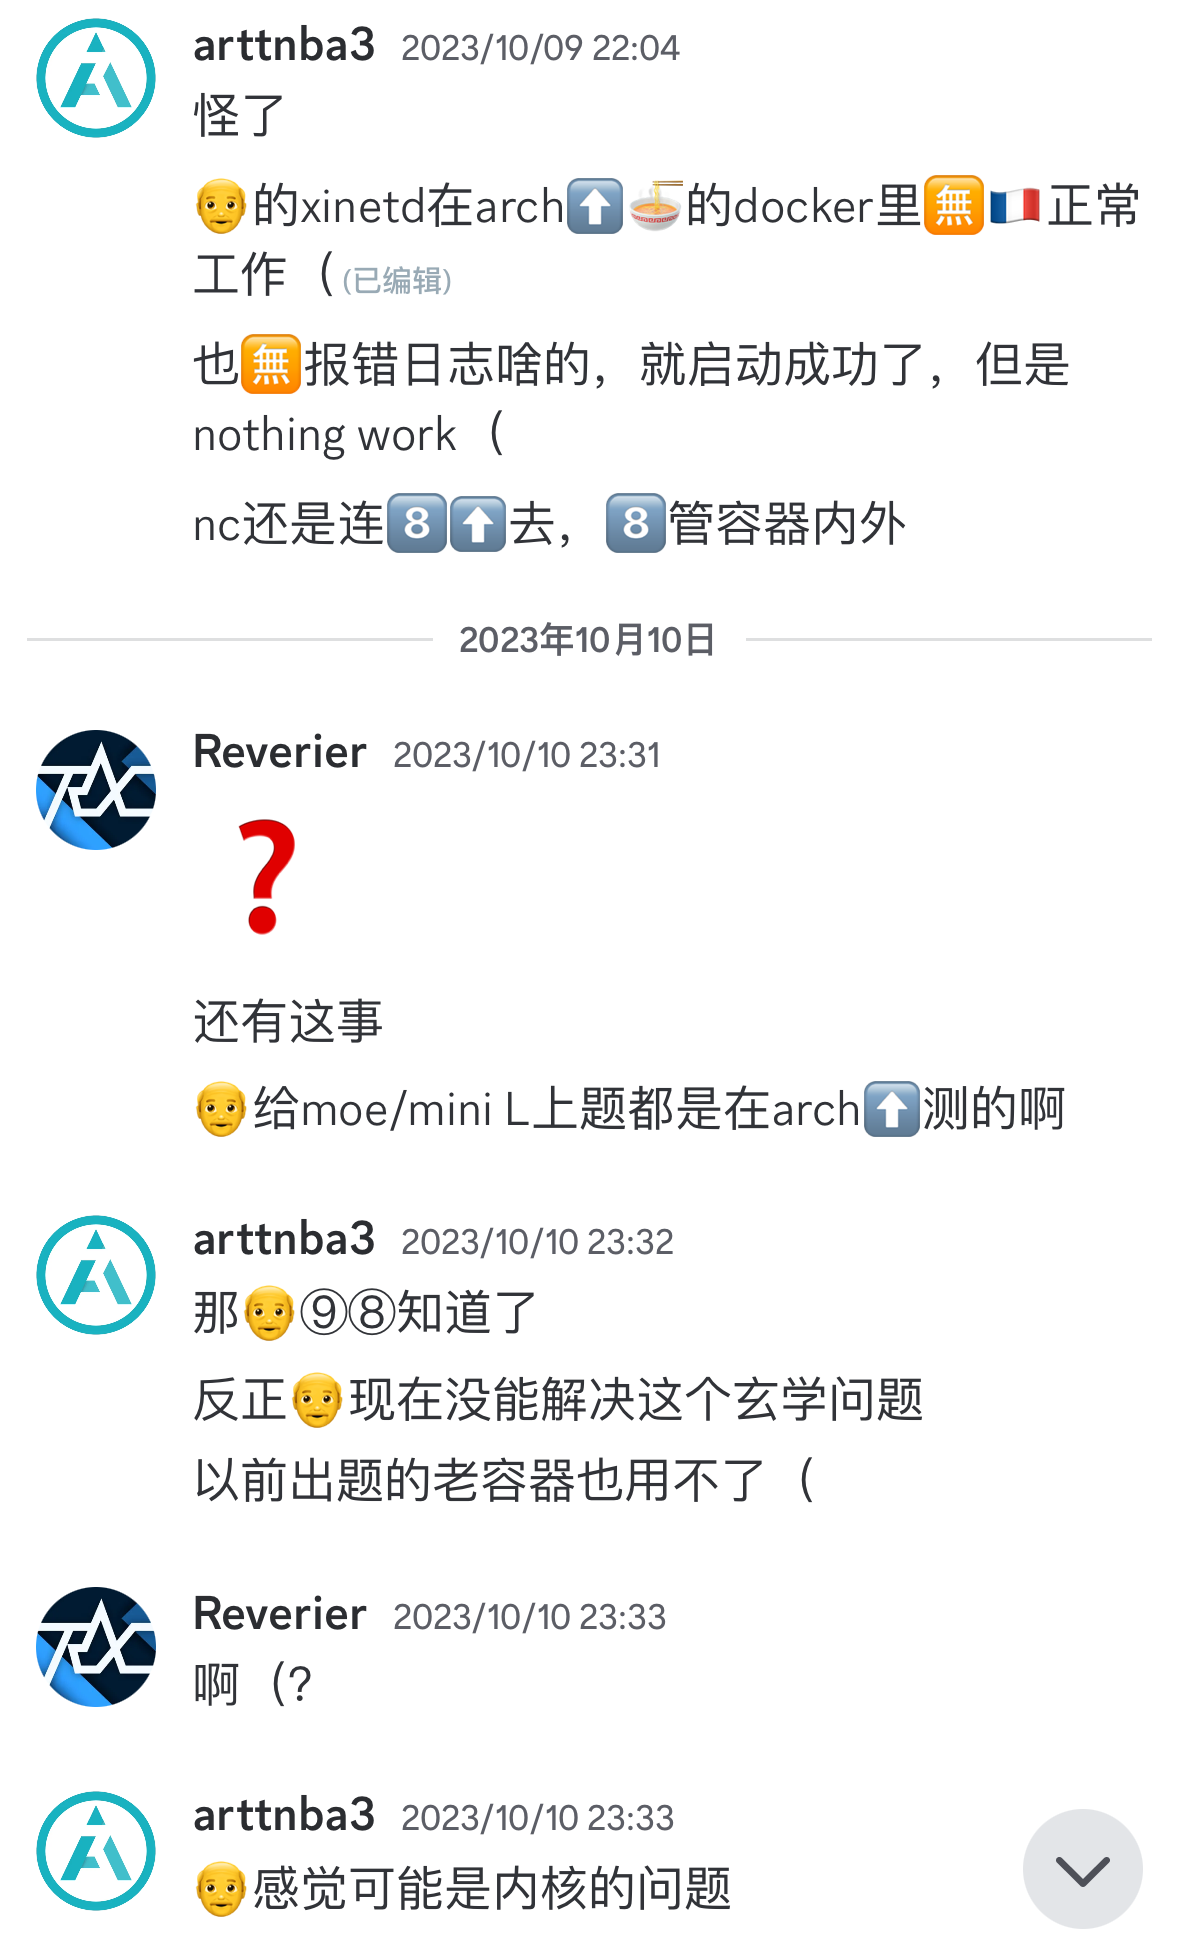 arttnba3 2023/10/09 22:04
怪了
👴的xinetd在arch⬆️🍜的docker里🈚🇫🇷正常
工作（ (已编辑)
也🈚报错日志啥的，就启动成功了，但是
nothing work（
nc还是连8️⃣⬆️去，8️⃣管容器内外
2023年10月10日
Reverier 2023/10/10 23:31
❓
还有这事
👴给moe/mini L上题都是在arch⬆️测的啊
arttnba3 2023/10/10 23:32
那👴⑨⑧知道了
反正👴现在没能解决这个玄学问题
以前出题的老容器也用不了（
Reverier 2023/10/10 23:33
啊（?
arttnba3 2023/10/10 23:33
👴感觉可能是内核的问题